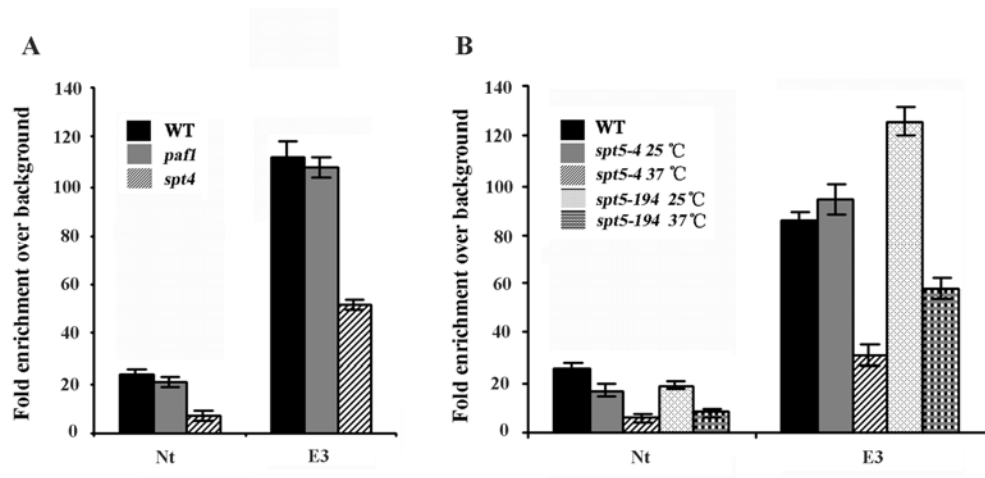 A
Fold enrichment over background
140
120
100
80
60
40
20
0
WT
paf1
spt4
Nt
E3
B
Fold enrichment over background
140
120
100
80
60
40
20
0
WT
spt5-4 25 ℃
spt5-4 37 ℃
spt5-194 25℃
spt5-194 37℃
Nt
E3